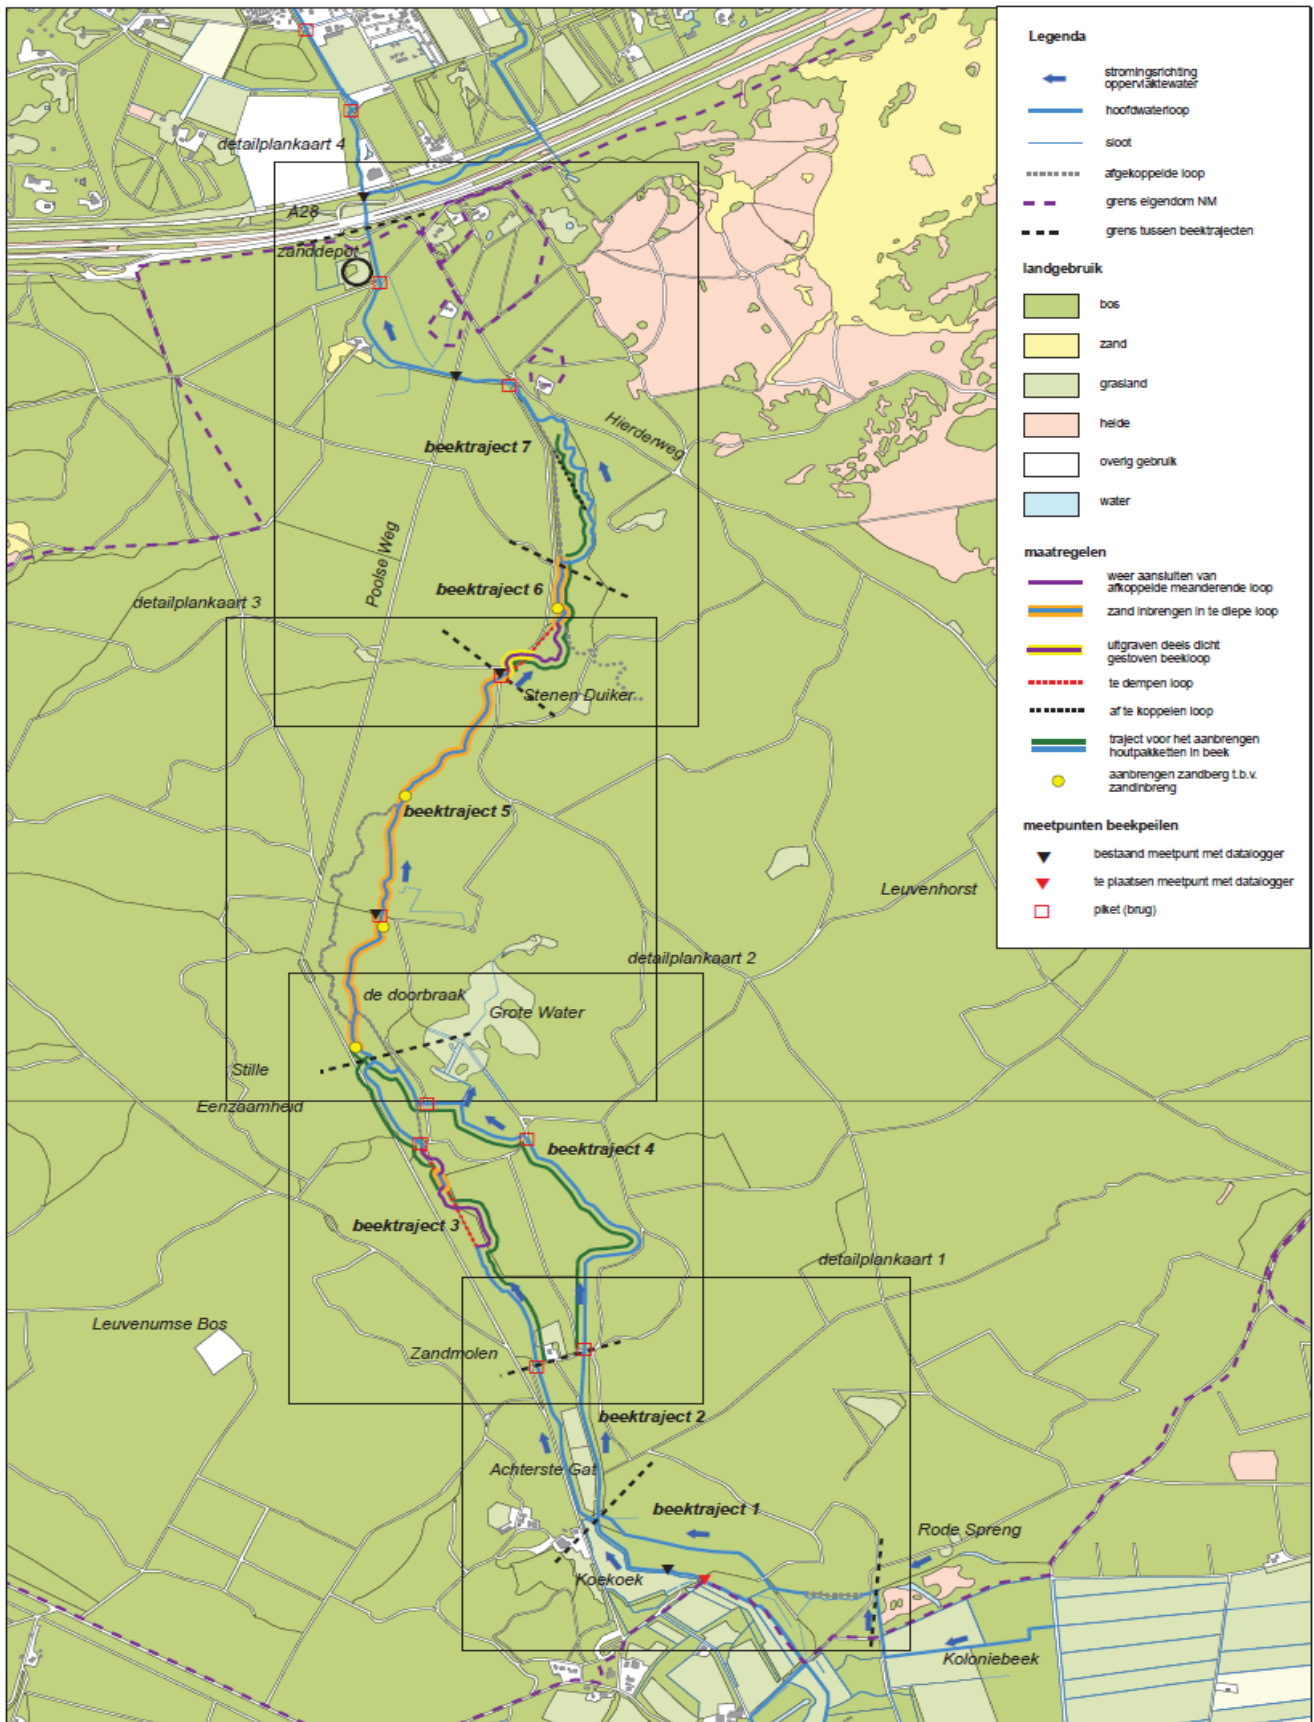 detailplankaart 4
A28
zanddepot
Hierderweg
beektraject 7
Poolse Weg
beektraject 6
detailplankaart 3
Stenen Duiker
beektraject 5
Leuvenhorst
detailplankaart 2
de doorbraak
Grote Water
Stille
Eenzaamheid
beektraject 4
beektraject 3
detailplankaart 1
Leuvenumse Bos
Zandmolen
beektraject 2
Achterste Gat
beektraject 1
Rode Spreng
Koekoek
Koloniebeek
Legenda
stromingsrichting
oppervlaktewater
hoofdwaterloop
sloot
afgekoppelde loop
grens eigendom NM
grens tussen beektrajecten
landgebruik
bos
zand
grasland
heide
overig gebruik
water
maatregelen
weer aansluiten van
afkoppelde meanderende loop
zand inbrengen in te diepe loop
uitgraven deels dicht
gestoven beekloop
te dempen loop
af te koppelen loop
traject voor het aanbrengen
houtpakketten in beek
aanbrengen zandberg t.b.v.
zandinbreng
meetpunten beekpeilen
bestaand meetpunt met datalogger
te plaatsen meetpunt met datalogger
piket (brug)